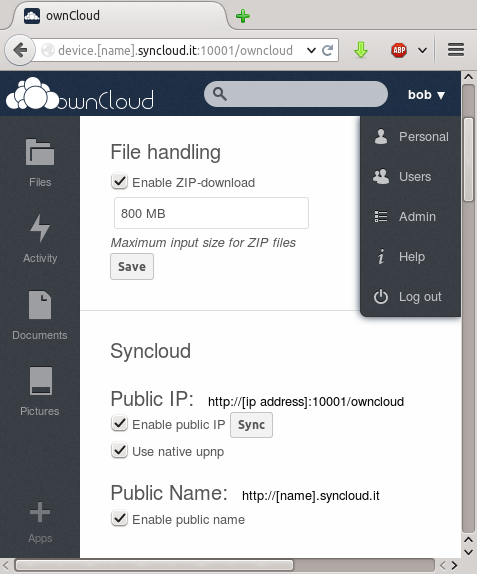 ownCloud
device.[name].syncloud.it:10001/owncloud
ABP
ownCloud
bob
Personal
Users
Admin
Help
Log out
Files
Activity
Documents
Pictures
Apps
File handling
Enable ZIP-download
800 MB
Maximum input size for ZIP files
Save
Syncloud
Public IP: http://[ip address]:10001/owncloud
Enable public IP Sync
Use native upnp
Public Name: http://[name].syncloud.it
Enable public name